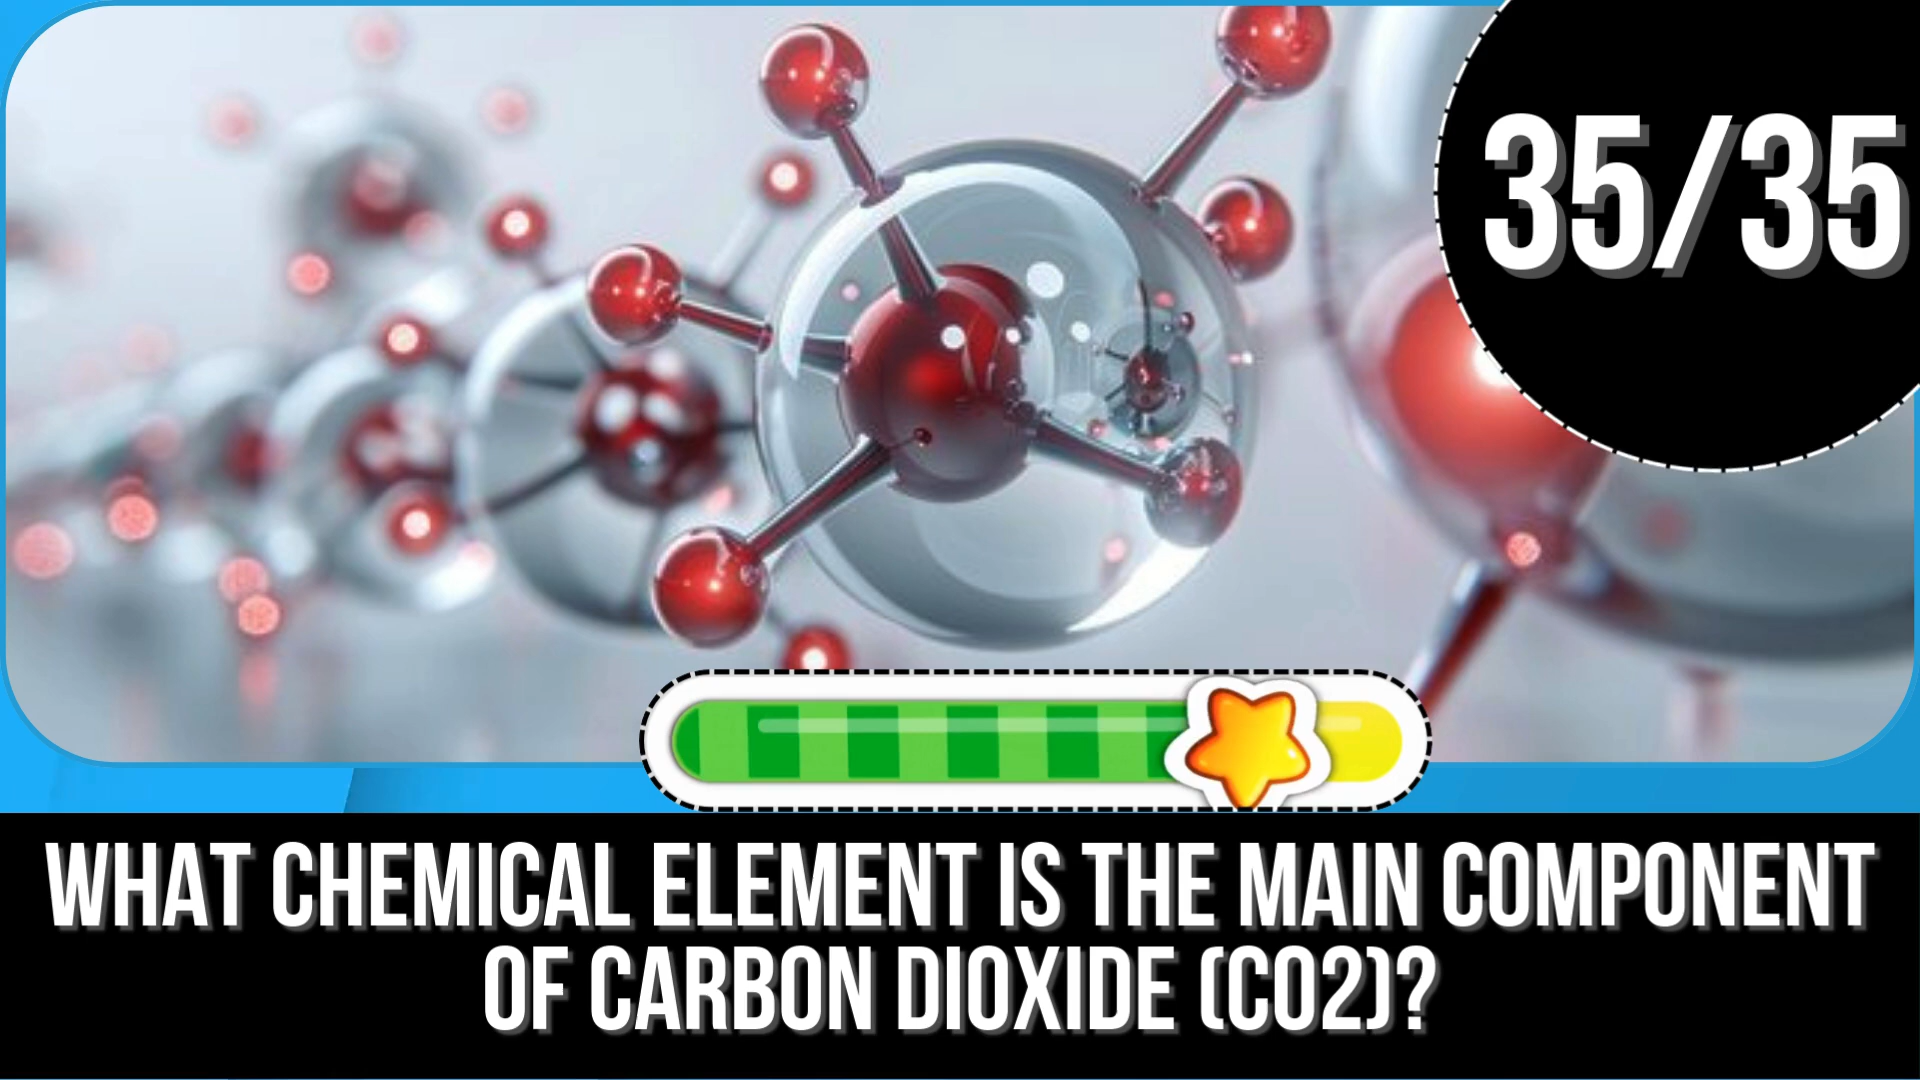 35/35
WHAT CHEMICAL ELEMENT IS THE MAIN COMPONENT
OF CARBON DIOXIDE (CO2)?